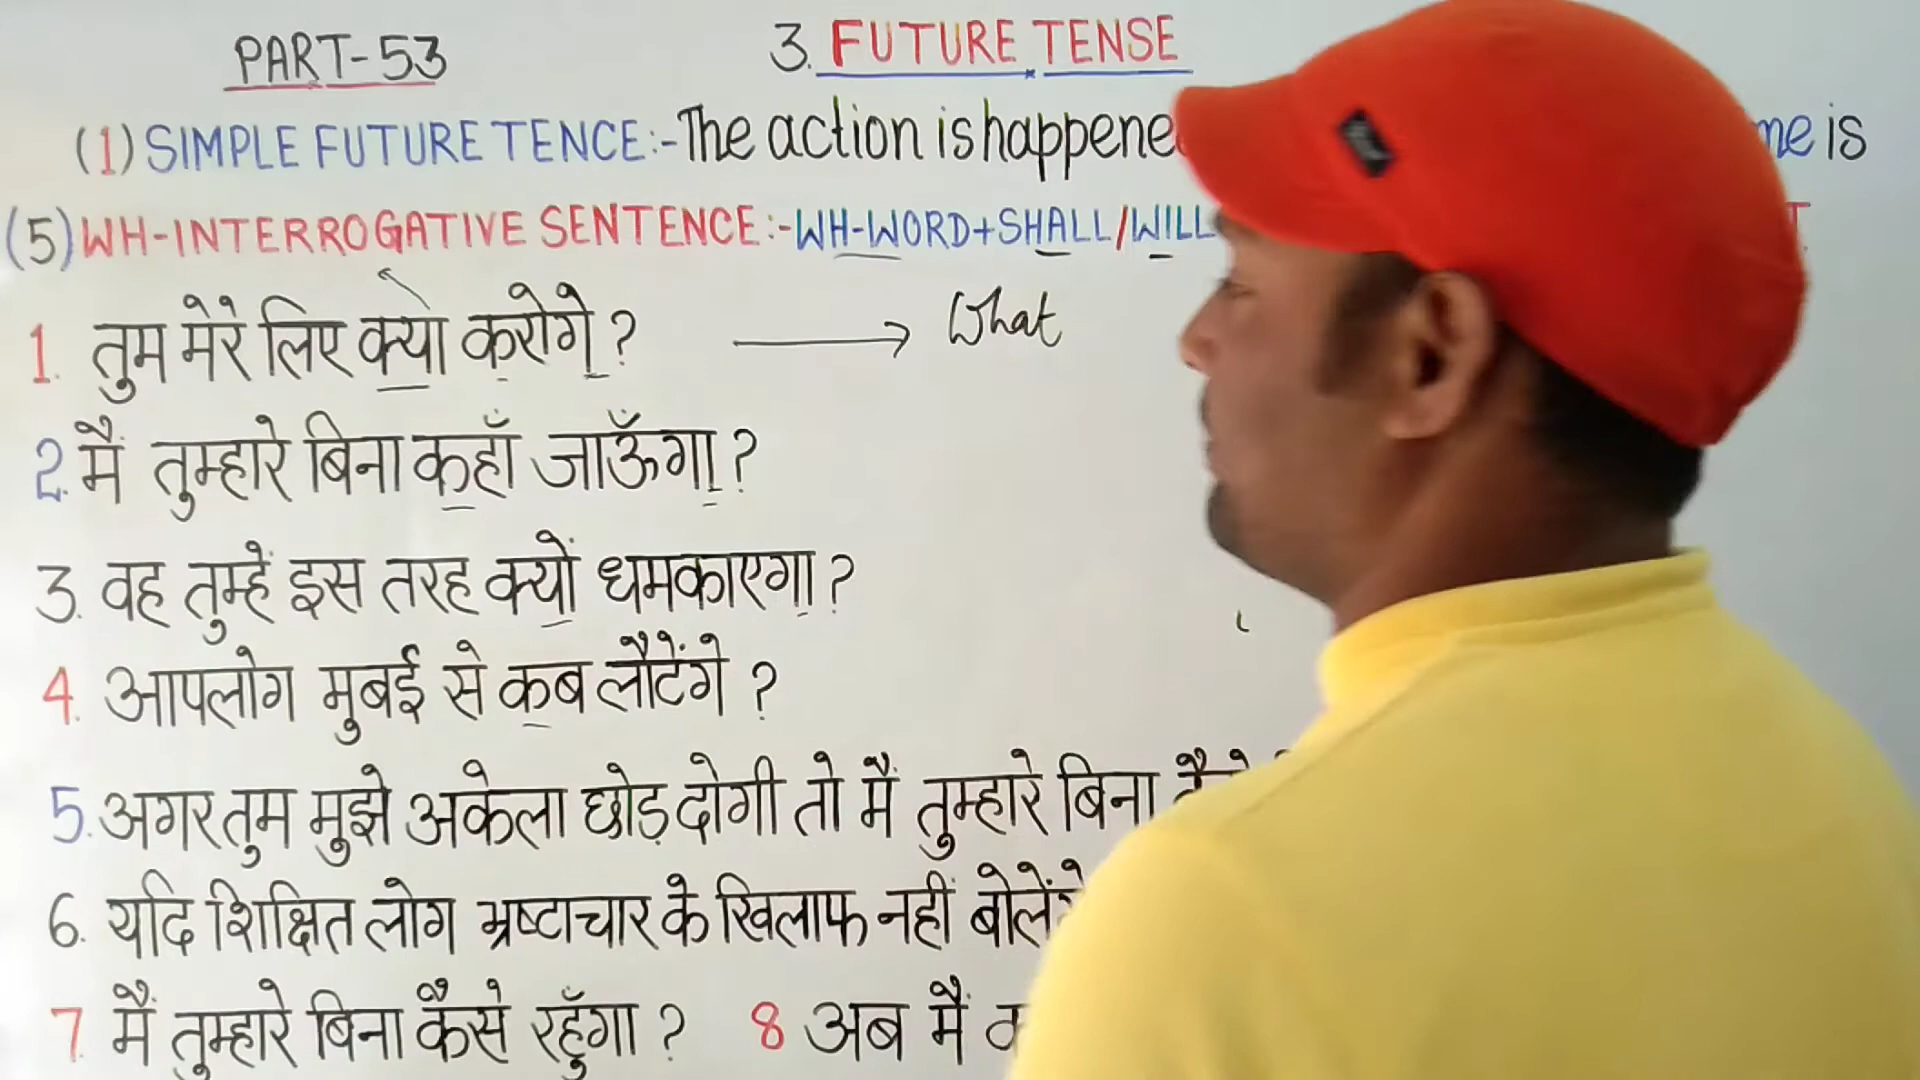 PART-53 3. FUTURE TENSE
(1) SIMPLE FUTURE TENCE:- The action is happene is
(5) WH-INTERROGATIVE SENTENCE:- WH-WORD+SHALL/WILL T.
1. तुम मेरे लिए क्या करोगे ? → What
2. मैं तुम्हारे बिना कहाँ जाऊँगा ?
3. वह तुम्हें इस तरह क्यों धमकाएगा ?
4. आपलोग मुबई से कब लौटेंगे ?
5. अगर तुम मुझे अकेला छोड़ दोगी तो मैं तुम्हारे बिना
6. यदि शिक्षित लोग भ्रष्टाचार के खिलाफ नहीं
7. मैं तुम्हारे बिना कैसे रहुँगा ? 8 अब मैं